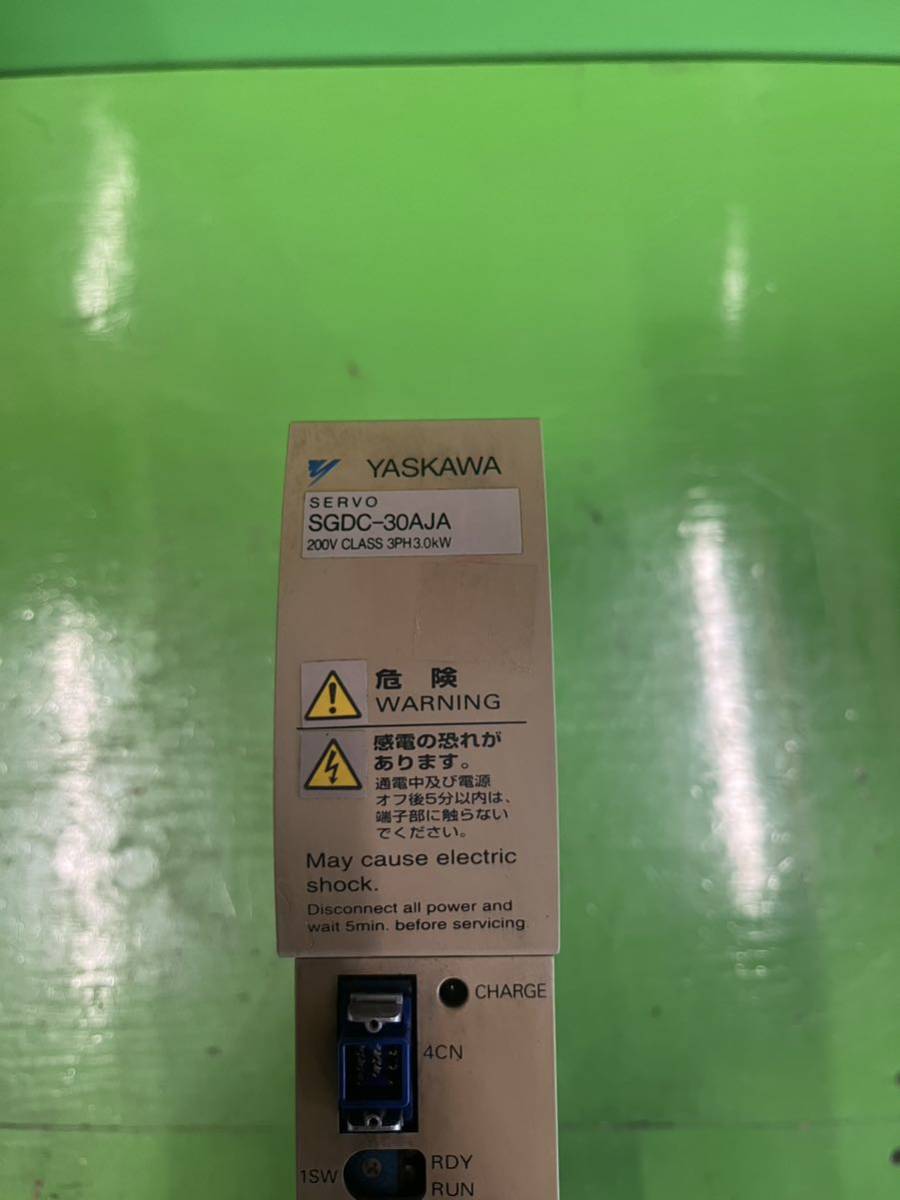 YASKAWA
SERVO
SGDC-30AJA
200V CLASS 3PH 3.0kW
危 険
WARNING
感電の恐れが
あります。
通電中及び電源
オフ後5分以内は、
端子部に触らない
でください。
May cause electric
shock.
Disconnect all power and
wait 5min. before servicing
CHARGE
4CN
1SW
RDY
RUN